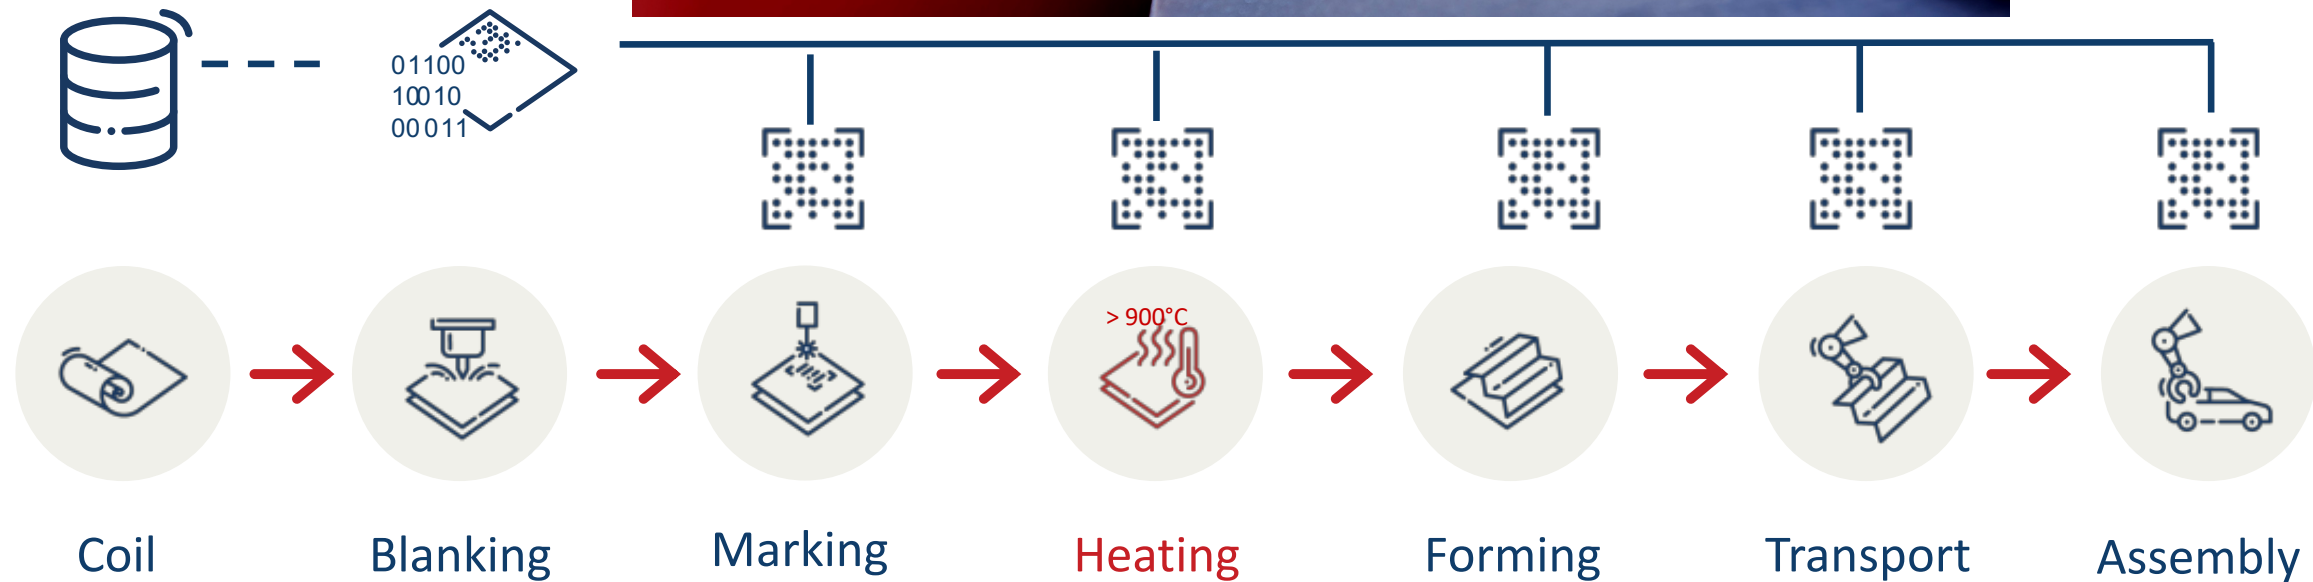 01100
10010
00011
> 900°C
Coil
Blanking
Marking
Heating
Forming
Transport
Assembly